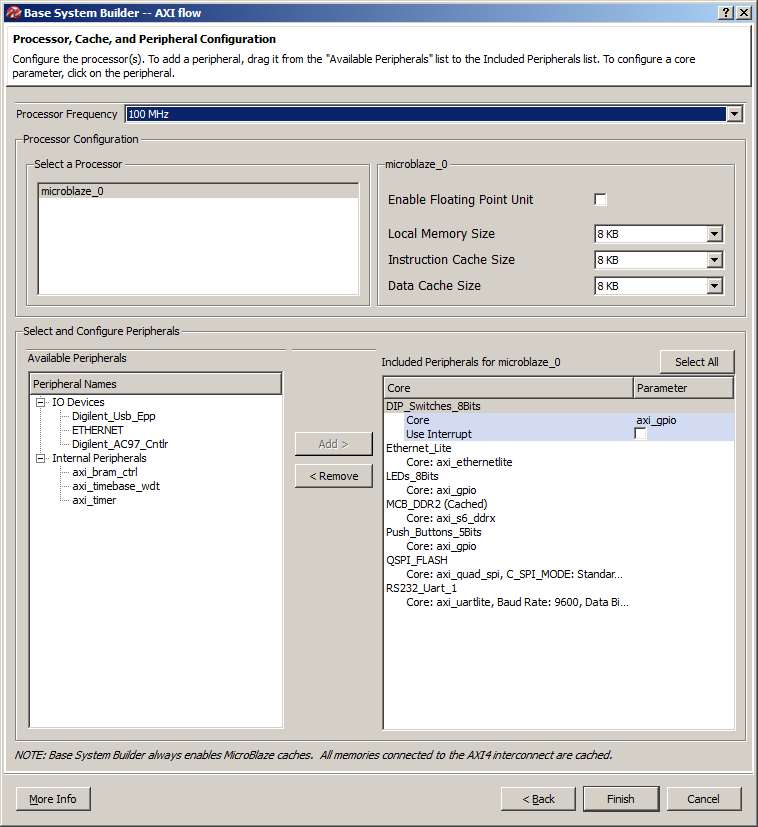 Base System Builder -- AXI flow
Processor, Cache, and Peripheral Configuration
Configure the processor(s). To add a peripheral, drag it from the "Available Peripherals" list to the Included Peripherals list. To configure a core
parameter, click on the peripheral.
Processor Frequency 100 MHz
Processor Configuration
Select a Processor
microblaze_0
microblaze_0
Enable Floating Point Unit
Local Memory Size 8 KB
Instruction Cache Size 8 KB
Data Cache Size 8 KB
Select and Configure Peripherals
Available Peripherals
Peripheral Names
IO Devices
Digilent_Usb_Epp
ETHERNET
Digilent_AC97_Cntlr
Internal Peripherals
axi_bram_ctrl
axi_timebase_wdt
axi_timer
Add >
< Remove
Included Peripherals for microblaze_0
Select All
Core Parameter
DIP_Switches_8Bits
Core axi_gpio
Use Interrupt
Ethernet_Lite
Core: axi_ethernetlite
LEDs_8Bits
Core: axi_gpio
MCB_DDR2 (Cached)
Core: axi_s6_ddrx
Push_Buttons_5Bits
Core: axi_gpio
QSPI_FLASH
Core: axi_quad_spi, C_SPI_MODE: Standar...
RS232_Uart_1
Core: axi_uartlite, Baud Rate: 9600, Data Bi...
NOTE: Base System Builder always enables MicroBlaze caches. All memories connected to the AXI4 interconnect are cached.
More Info
< Back
Finish
Cancel